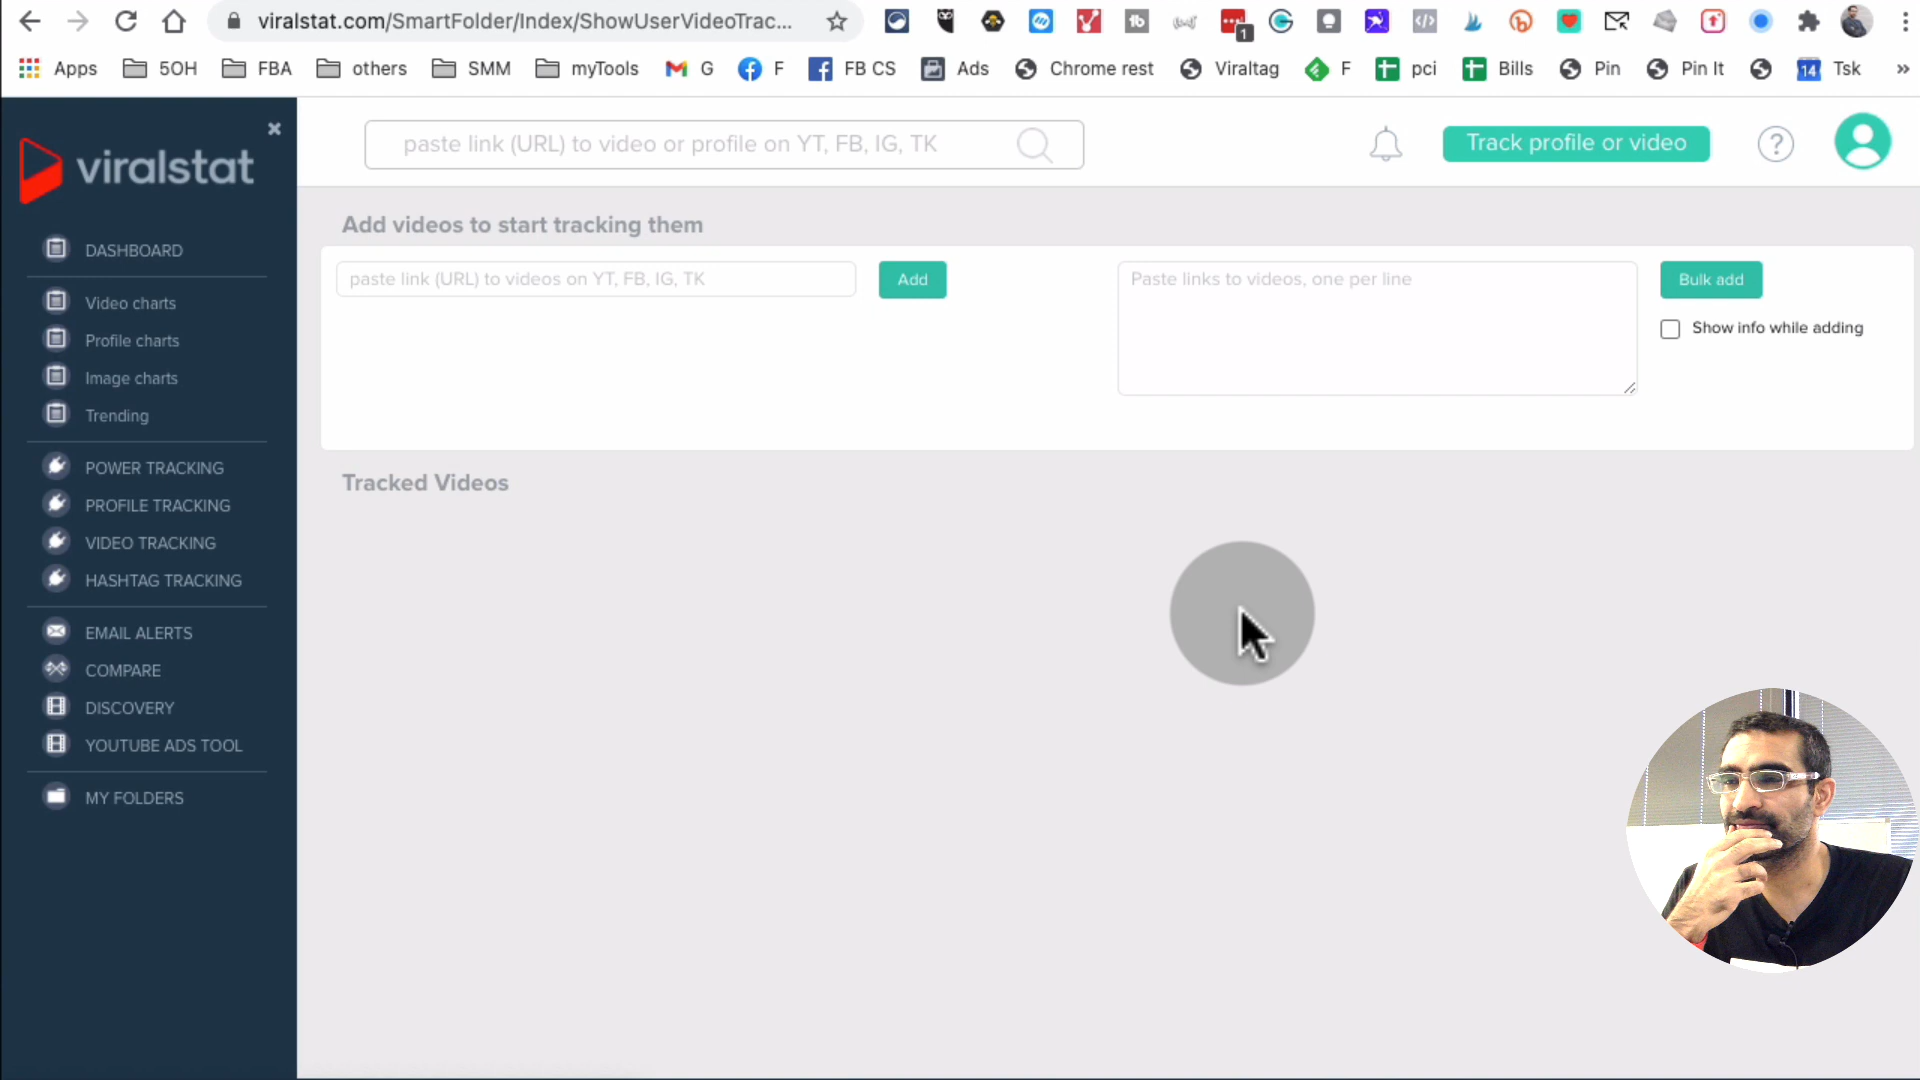 viralstat.com/SmartFolder/Index/ShowUserVideoTrac...
1
Apps 5OH FBA others SMM myTools G F FB CS Ads Chrome rest Viraltag F pci Bills Pin Pin It 14 Tsk »
viralstat
paste link (URL) to video or profile on YT, FB, IG, TK
Track profile or video
?
Add videos to start tracking them
paste link (URL) to videos on YT, FB, IG, TK
Add
Paste links to videos, one per line
Bulk add
Show info while adding
Tracked Videos
DASHBOARD
Video charts
Profile charts
Image charts
Trending
POWER TRACKING
PROFILE TRACKING
VIDEO TRACKING
HASHTAG TRACKING
EMAIL ALERTS
COMPARE
DISCOVERY
YOUTUBE ADS TOOL
MY FOLDERS